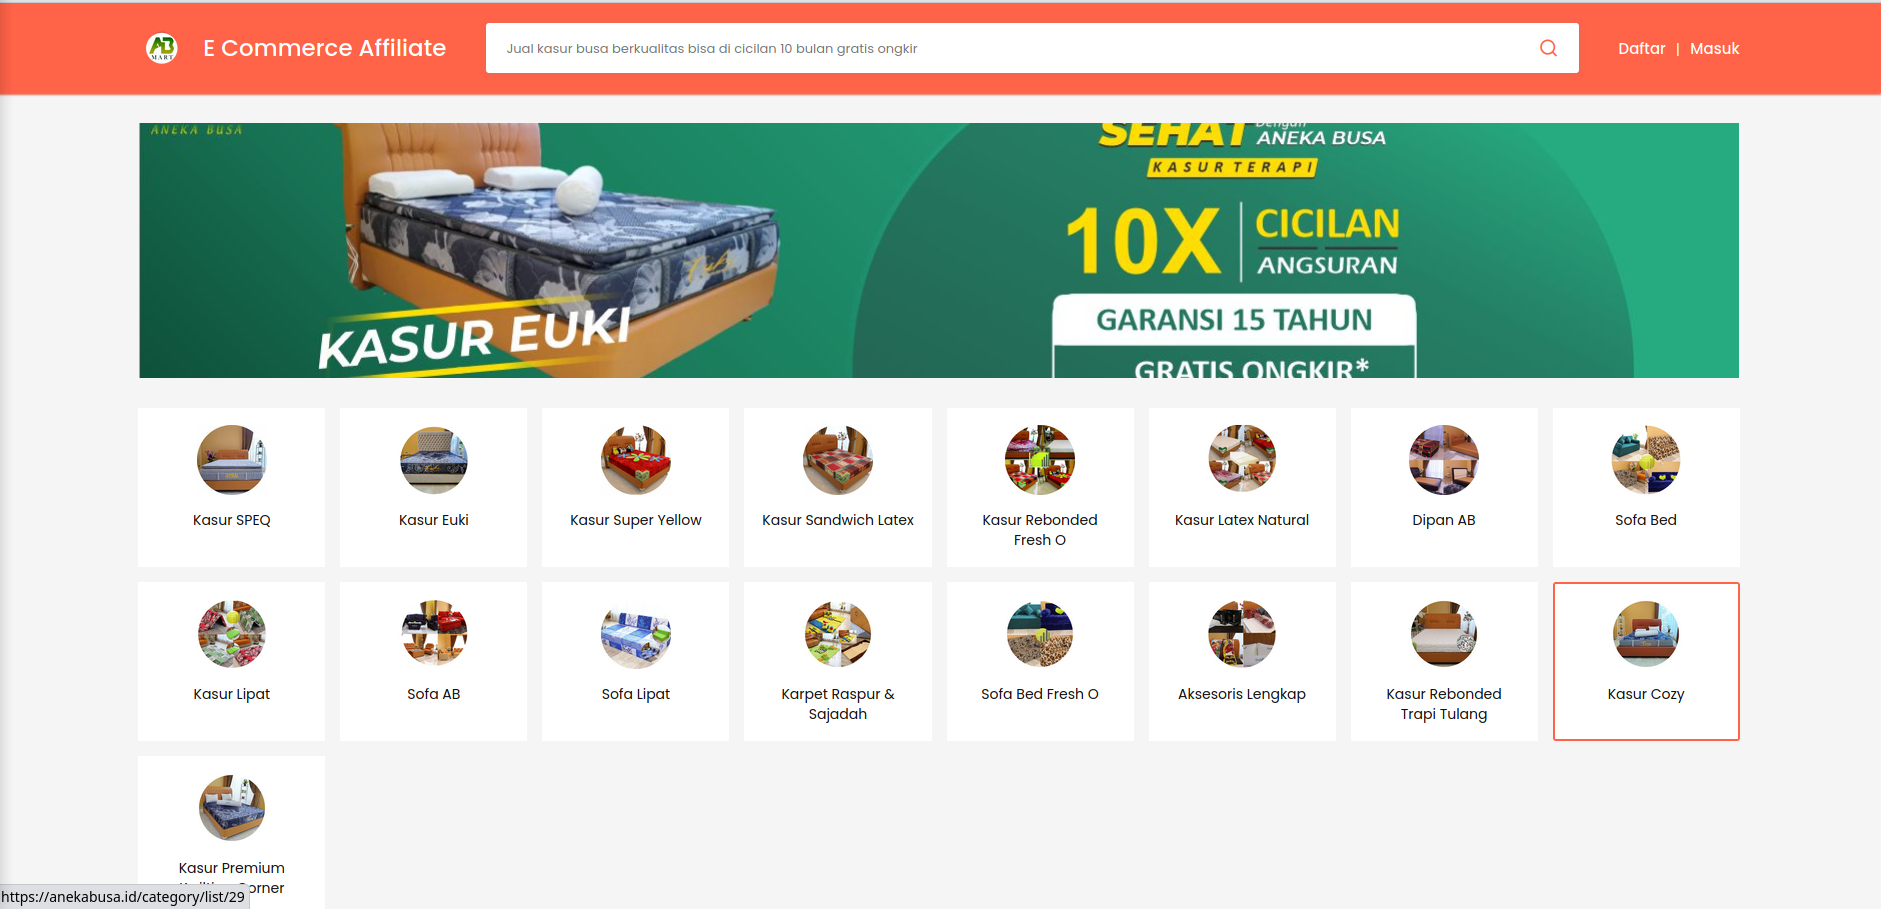 AB
MART
E Commerce Affiliate
Jual kasur busa berkualitas bisa di cicilan 10 bulan gratis ongkir
Daftar | Masuk
ANEKA BUSA
SEHAT Dengan
ANEKA BUSA
KASUR TERAPI
10X CICILAN
ANGSURAN
GARANSI 15 TAHUN
GRATIS ONGKIR*
Euki
KASUR EUKI
Kasur SPEQ
Kasur Euki
Kasur Super Yellow
Kasur Sandwich Latex
Kasur Rebonded
Fresh O
Kasur Latex Natural
Dipan AB
Sofa Bed
Kasur Lipat
Sofa AB
Sofa Lipat
Karpet Raspur &
Sajadah
Sofa Bed Fresh O
Aksesoris Lengkap
Kasur Rebonded
Trapi Tulang
Kasur Cozy
Kasur Premium
orner
https://anekabusa.id/category/list/29